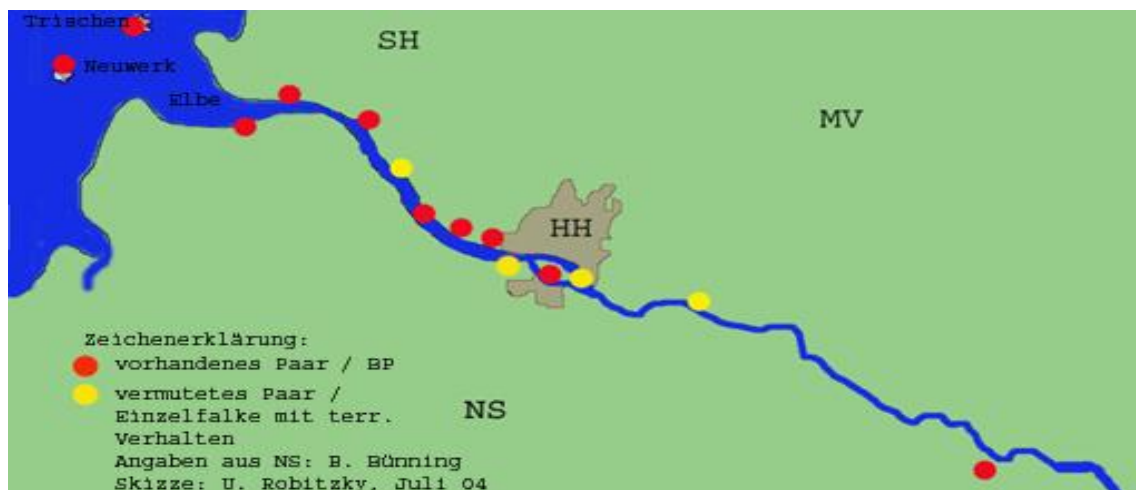 Trischen
SH
Neuwerk
Elbe
MV
HH
Zeichenerklärung:
vorhandenes Paar / BP
vermutetes Paar /
Einzelfalke mit terr.
Verhalten
NS
Angaben aus NS: B. Bünning
Skizze: U. Robitzky, Juli 04